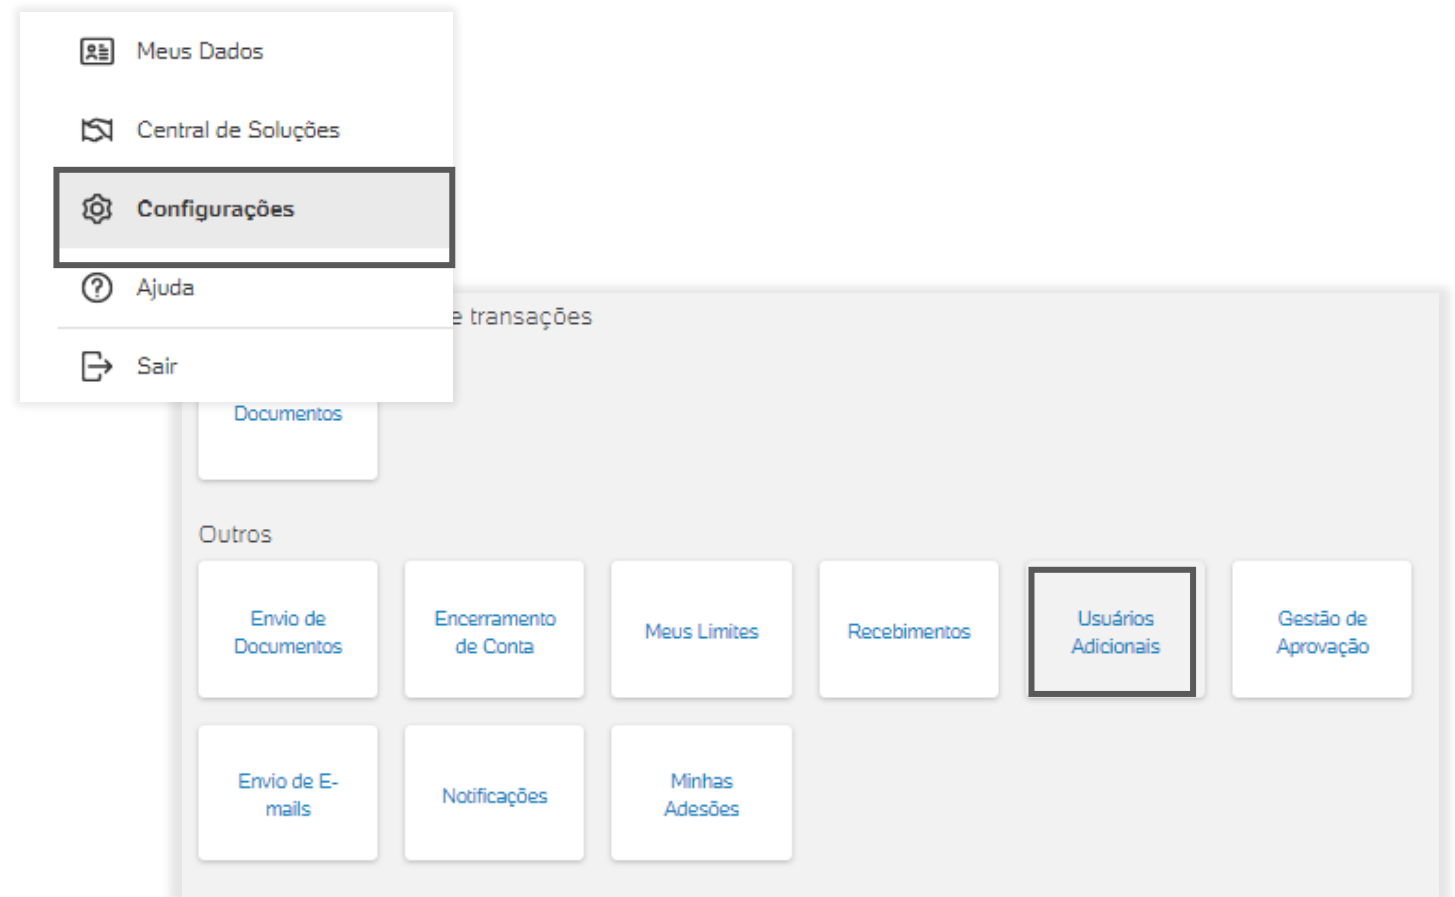 Meus Dados
Central de Soluções
Configurações
Ajuda
Sair
e transações
Documentos
Outros
Envio de
Documentos
Encerramento
de Conta
Meus Limites
Recebimentos
Usuários
Adicionais
Gestão de
Aprovação
Envio de E-
mails
Notificações
Minhas
Adesões